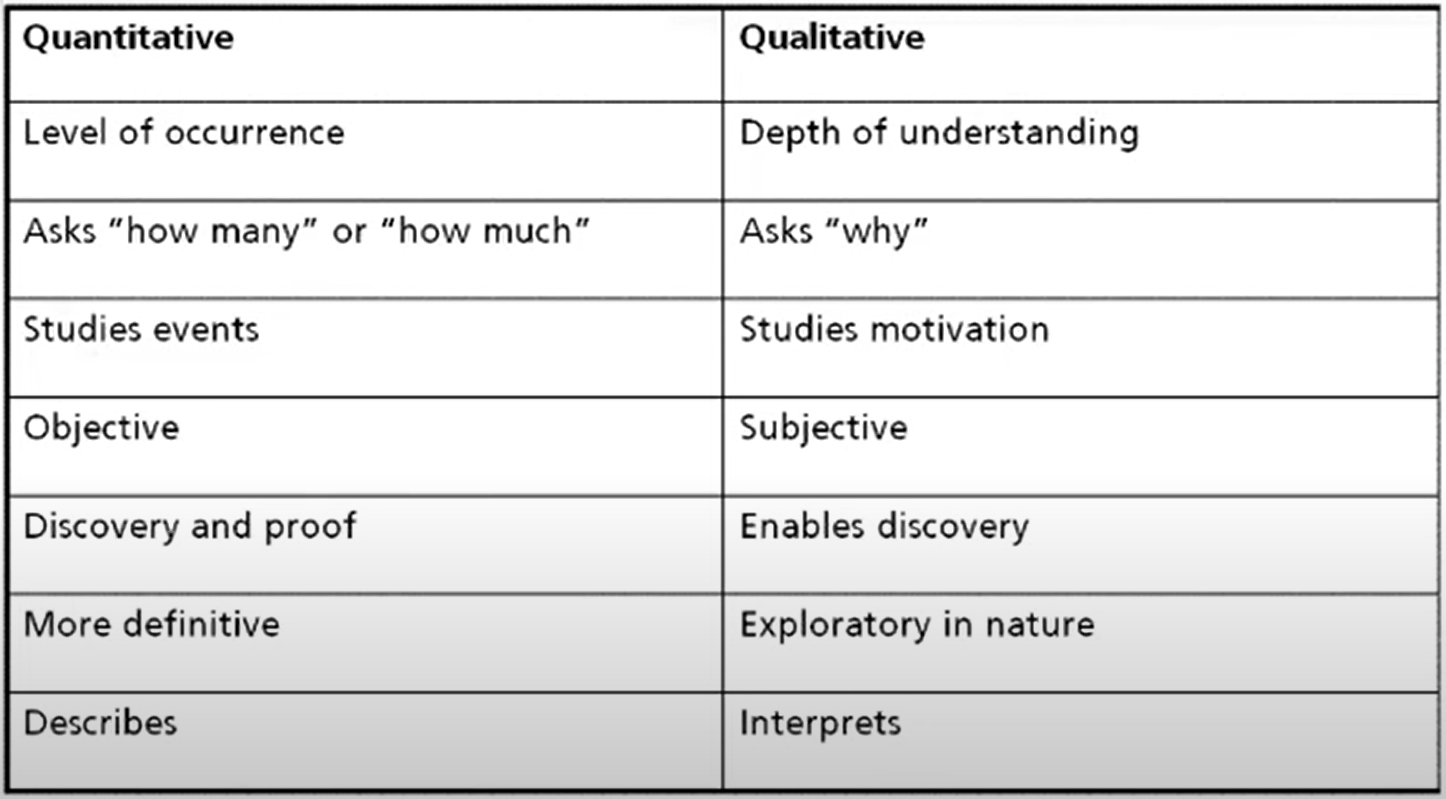 Quantitative
Qualitative
Level of occurrence
Depth of understanding
Asks “how many” or “how much”
Asks “why”
Studies events
Studies motivation
Objective
Subjective
Discovery and proof
Enables discovery
More definitive
Exploratory in nature
Describes
Interprets